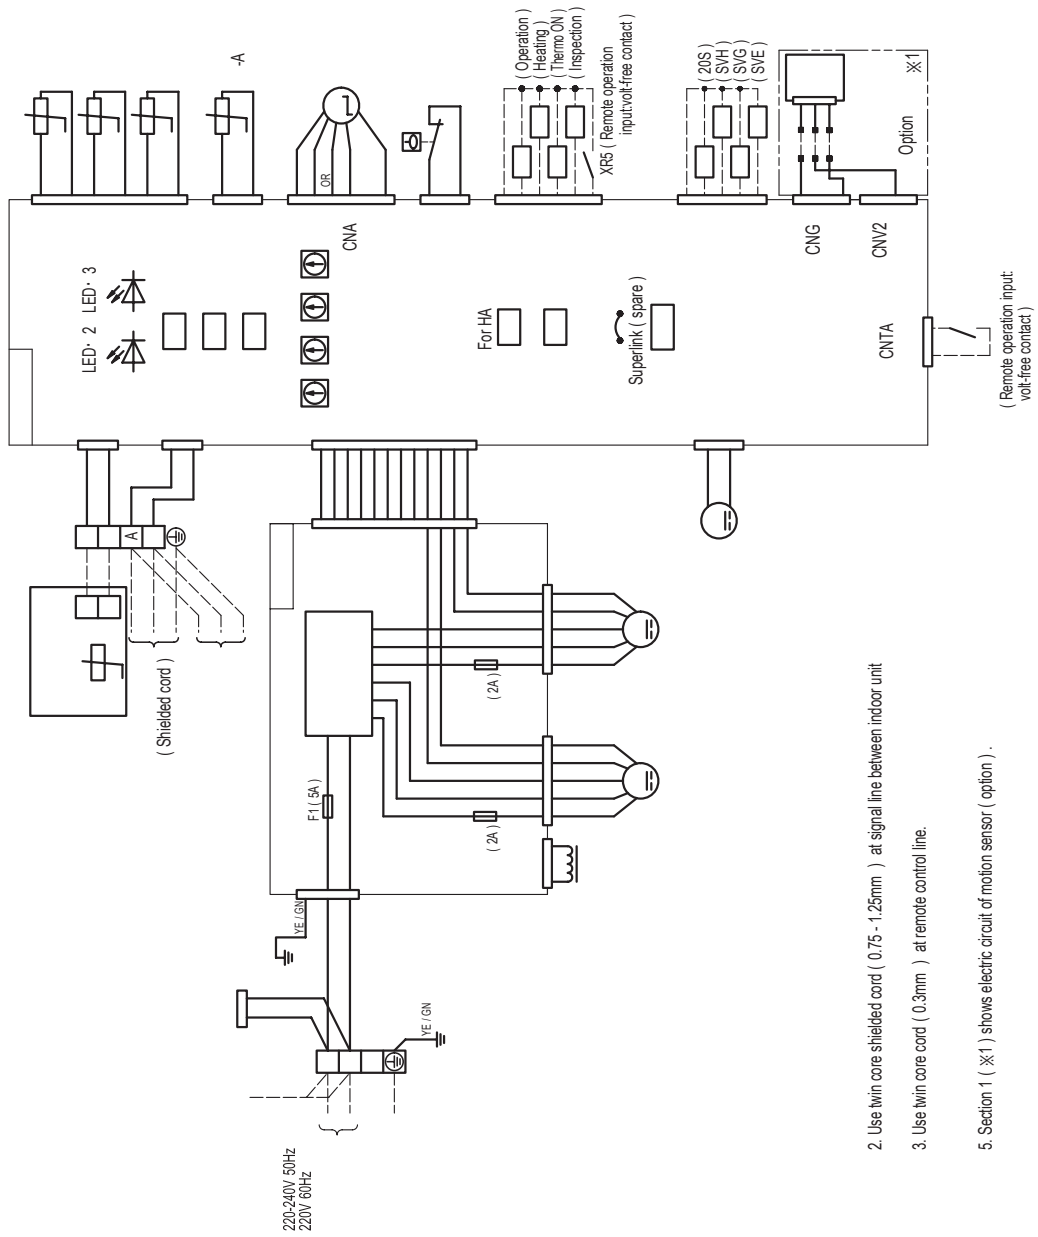 -A
OR
CNA
( Operation )
( Heating )
( Thermo ON )
( Inspection )
XR5 ( Remote operation
input:volt-free contact )
( 20S )
( SVH )
( SVG )
( SVE )
※1
Option
CNG
CNV2
LED・2
LED・3
For HA
Superlink ( spare )
CNTA
( Remote operation input:
volt-free contact )
A
( Shielded cord )
( 2A )
( 2A )
F1 ( 5A )
YE / GN
YE / GN
220-240V 50Hz
220V 60Hz
2. Use twin core shielded cord ( 0.75 - 1.25mm ) at signal line between indoor unit
3. Use twin core cord ( 0.3mm ) at remote control line.
5. Section 1 ( ※1 ) shows electric circuit of motion sensor ( option ) .